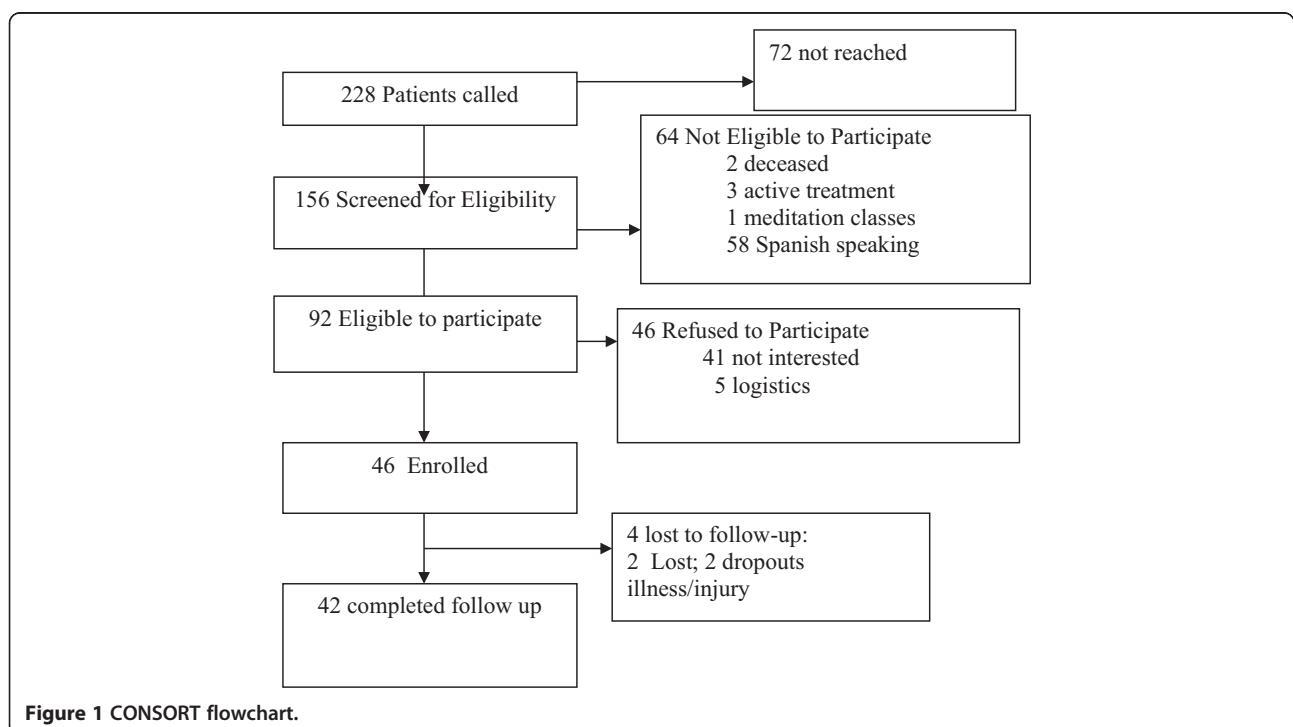 72 not reached
228 Patients called
64 Not Eligible to Participate
2 deceased
3 active treatment
1 meditation classes
58 Spanish speaking
156 Screened for Eligibility
92 Eligible to participate
46 Refused to Participate
41 not interested
5 logistics
46 Enrolled
4 lost to follow-up:
2 Lost; 2 dropouts
illness/injury
42 completed follow up
Figure 1 CONSORT flowchart.